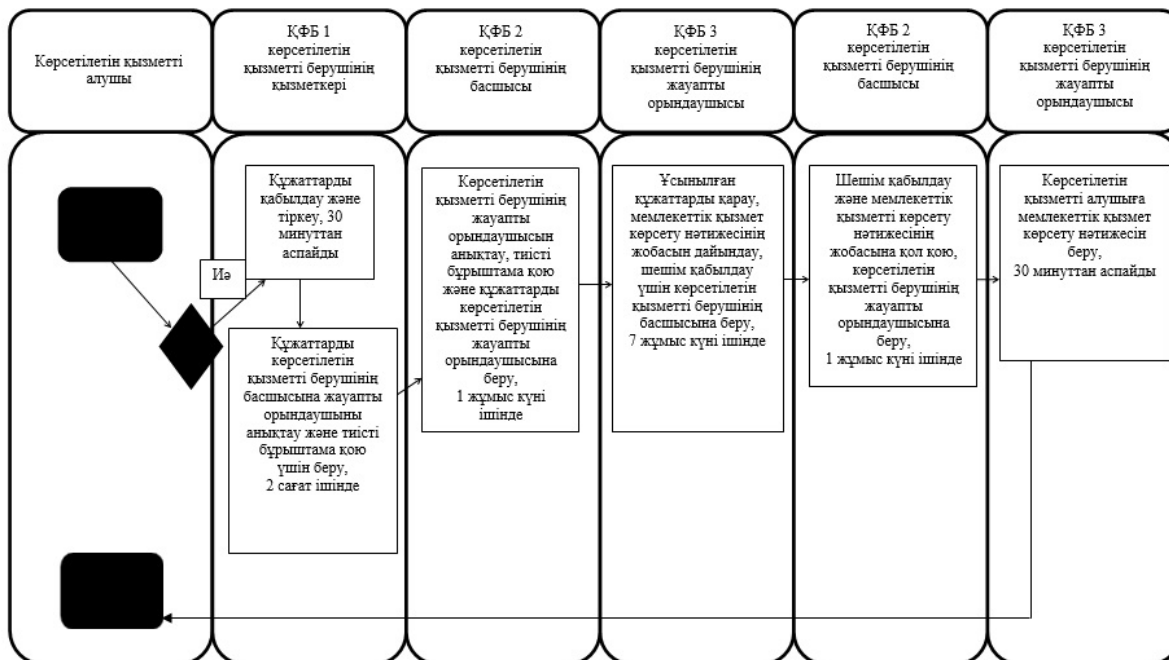 Көрсетілетін қызметті
алушы
ҚФБ 1
көрсетілетін
қызметті берушінің
қызметкері
ҚФБ 2
көрсетілетін
қызметті берушінің
басшысы
ҚФБ 3
көрсетілетін
қызметті берушінің
жауапты
орындаушысы
ҚФБ 2
көрсетілетін
қызметті берушінің
басшысы
ҚФБ 3
көрсетілетін
қызметті берушінің
жауапты
орындаушысы
Иә
Құжаттарды
қабылдау және
тіркеу, 30
минуттан
аспайды
Құжаттарды
көрсетілетін
қызметті берушінің
басшысына жауапты
орындаушыны
анықтау және тиісті
бұрыштама қою
үшін беру,
2 сағат ішінде
Көрсетілетін
қызметті берушінің
жауапты
орындаушысын
анықтау, тиісті
бұрыштама қою
және құжаттарды
көрсетілетін
қызметті берушінің
жауапты
орындаушысына
беру,
1 жұмыс күні
ішінде
Ұсынылған
құжаттарды қарау,
мемлекеттік қызмет
көрсету нәтижесінің
жобасын дайындау,
шешім қабылдау
үшін көрсетілетін
қызметті берушінің
басшысына беру,
7 жұмыс күні ішінде
Шешім қабылдау
және мемлекеттік
қызметті көрсету
нәтижесінің
жобасына қол қою,
көрсетілетін
қызметті берушінің
жауапты
орындаушысына
беру,
1 жұмыс күні ішінде
Көрсетілетін
қызметті алушыға
мемлекеттік қызмет
көрсету нәтижесін
беру,
30 минуттан аспайды